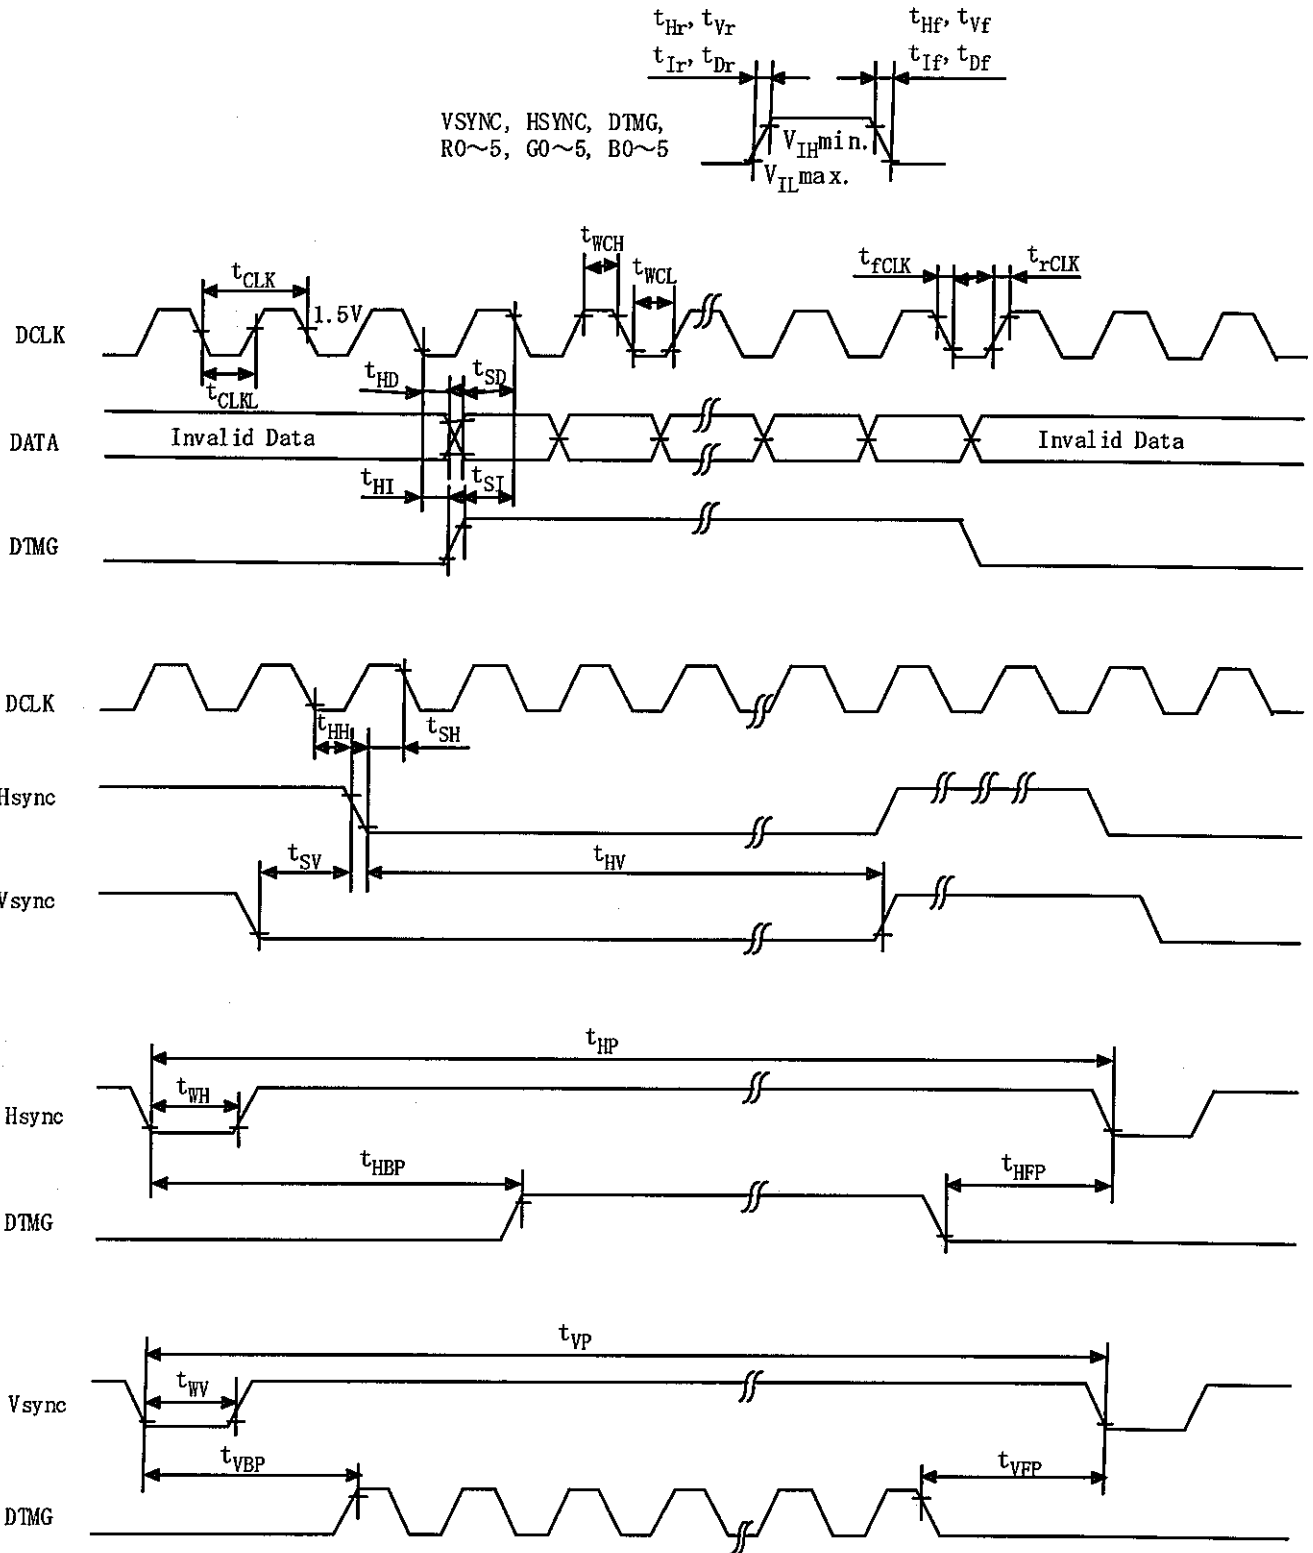 tHr, tVr
tHf, tVf
tIr, tDr
tIf, tDf
VSYNC, HSYNC, DTMG,
R0～5, G0～5, B0～5
VIHmin.
VILmax.
tWCH
tCLK
tWCL
tfCLK
trCLK
1.5V
DCLK
tHD
tSD
tCLKL
DATA
Invalid Data
Invalid Data
tHI
tSI
DTMG
DCLK
tHH
tSH
Hsync
tSV
tHV
Vsync
tHP
tWH
Hsync
tHBP
tHFP
DTMG
tVP
tWV
Vsync
tVBP
tVFP
DTMG